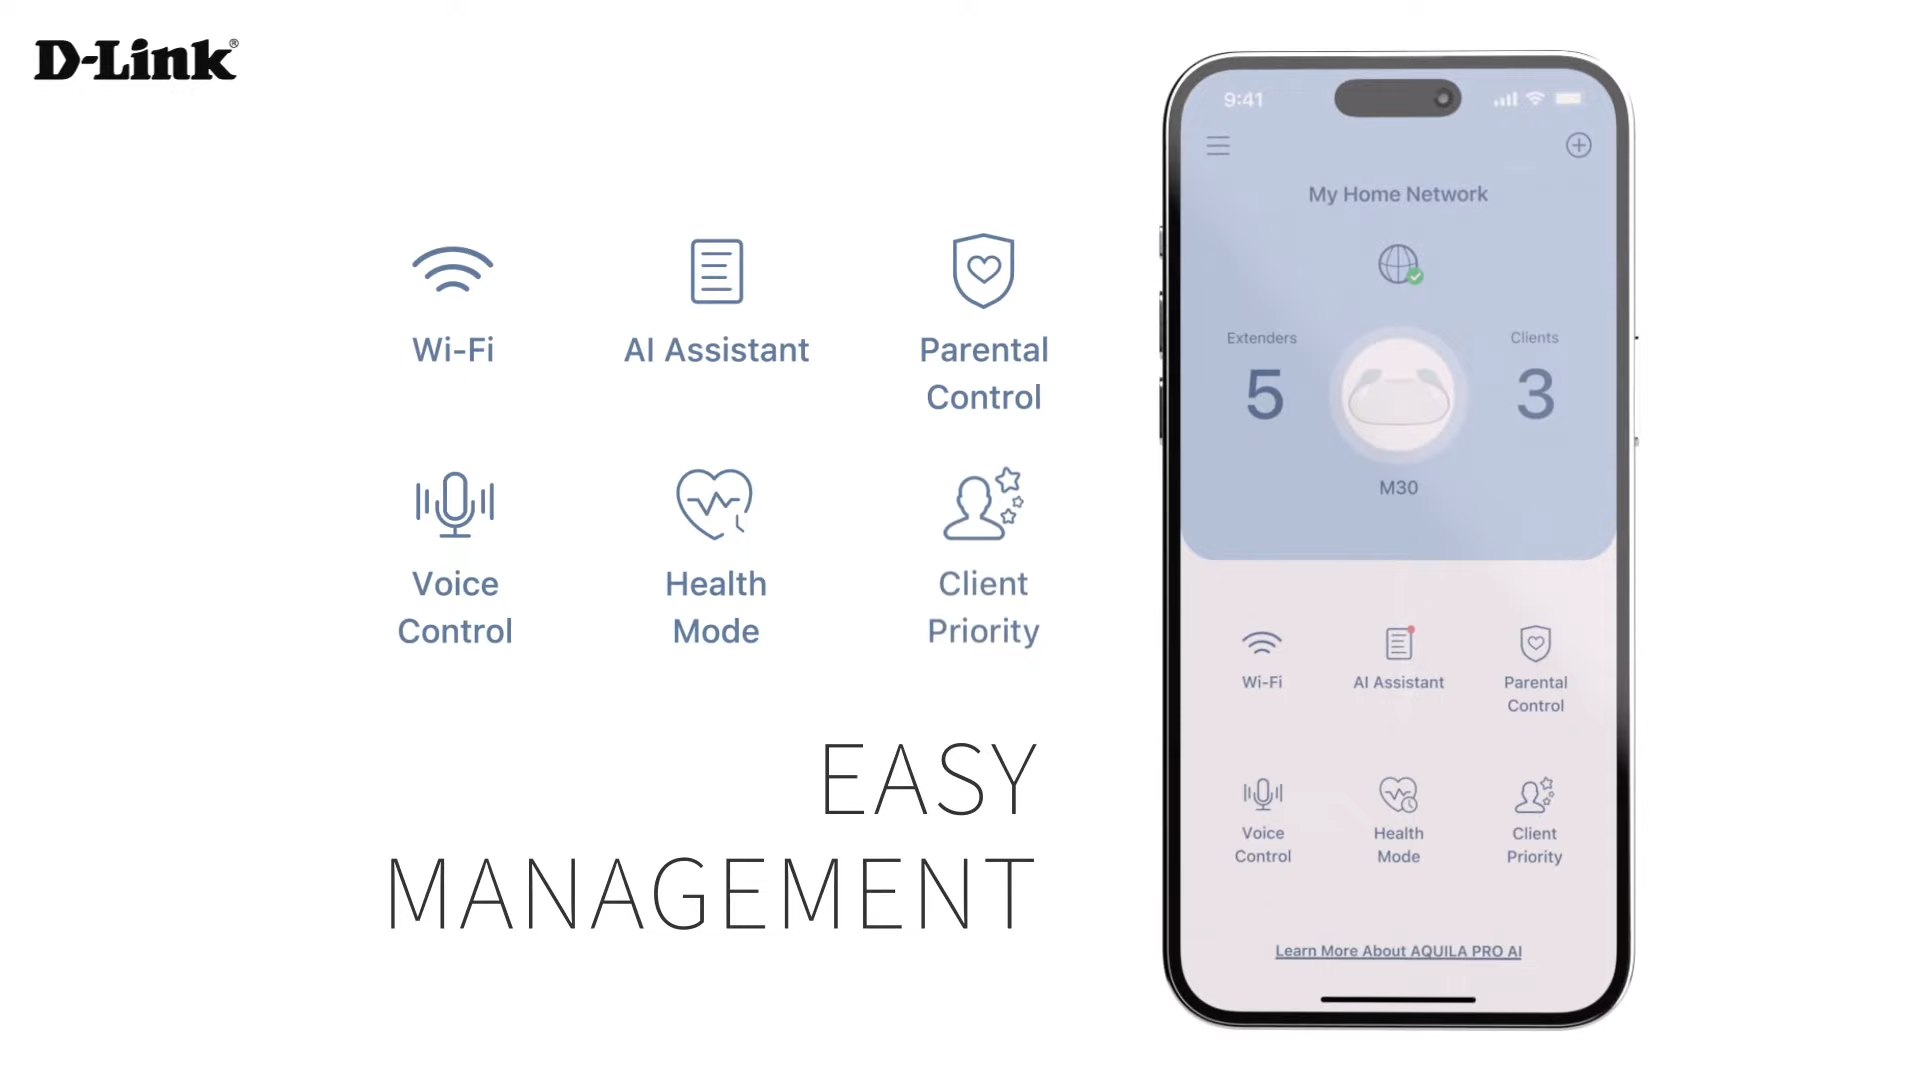 D-Link®
Wi-Fi
AI Assistant
Parental
Control
Voice
Control
Health
Mode
Client
Priority
EASY
MANAGEMENT
9:41
My Home Network
Extenders
Clients
5
3
M30
Wi-Fi
AI Assistant
Parental
Control
Voice
Control
Health
Mode
Client
Priority
Learn More About AQUILA PRO AI